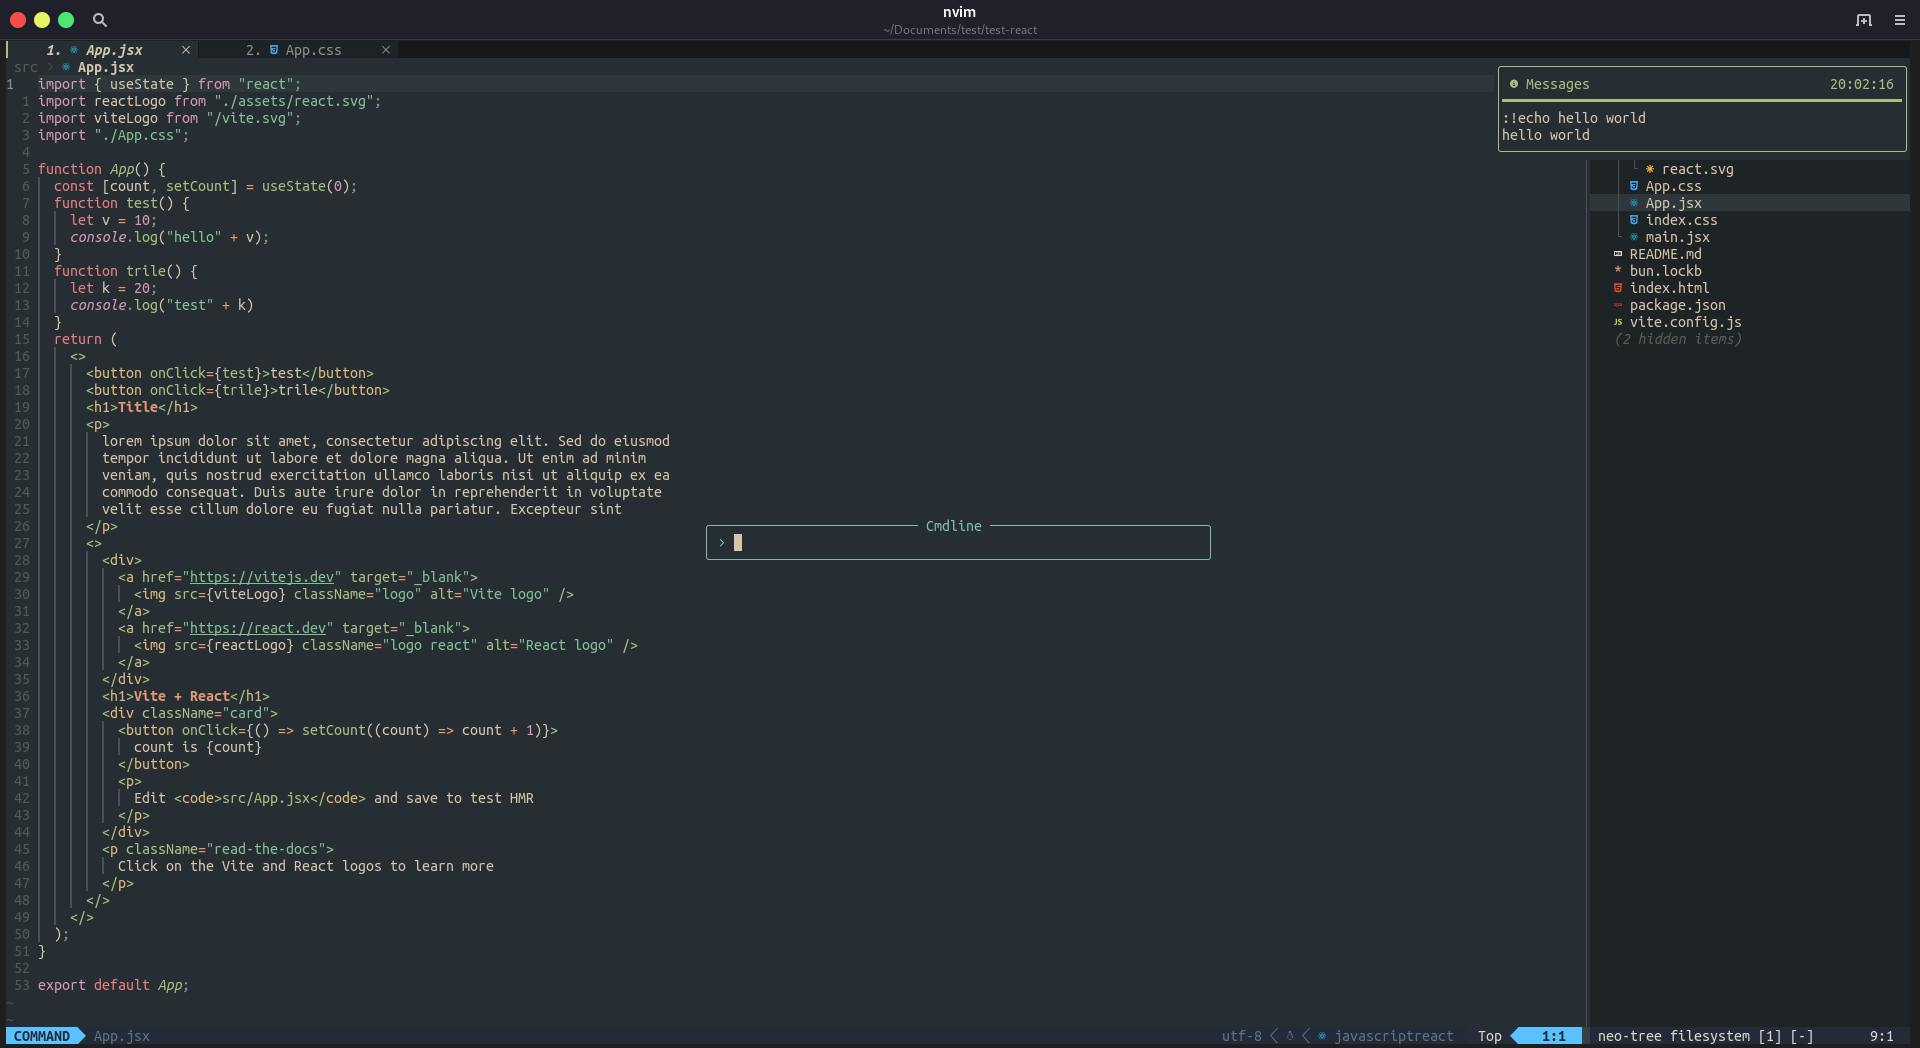 nvim
~/Documents/test/test-react
1. App.jsx ×
2. App.css ×
src > App.jsx
1 import { useState } from "react";
1 import reactLogo from "./assets/react.svg";
2 import viteLogo from "/vite.svg";
3 import "./App.css";
4
5 function App() {
6 const [count, setCount] = useState(0);
7 function test() {
8 let v = 10;
9 console.log("hello" + v);
10 }
11 function trile() {
12 let k = 20;
13 console.log("test" + k)
14 }
15 return (
16 <>
17 <button onClick={test}>test</button>
18 <button onClick={trile}>trile</button>
19 <h1>Title</h1>
20 <p>
21 lorem ipsum dolor sit amet, consectetur adipiscing elit. Sed do eiusmod
22 tempor incididunt ut labore et dolore magna aliqua. Ut enim ad minim
23 veniam, quis nostrud exercitation ullamco laboris nisi ut aliquip ex ea
24 commodo consequat. Duis aute irure dolor in reprehenderit in voluptate
25 velit esse cillum dolore eu fugiat nulla pariatur. Excepteur sint
26 </p>
27 <>
28 <div>
29 <a href="https://vitejs.dev" target="_blank">
30 <img src={viteLogo} className="logo" alt="Vite logo" />
31 </a>
32 <a href="https://react.dev" target="_blank">
33 <img src={reactLogo} className="logo react" alt="React logo" />
34 </a>
35 </div>
36 <h1>Vite + React</h1>
37 <div className="card">
38 <button onClick={() => setCount((count) => count + 1)}>
39 count is {count}
40 </button>
41 <p>
42 Edit <code>src/App.jsx</code> and save to test HMR
43 </p>
44 </div>
45 <p className="read-the-docs">
46 Click on the Vite and React logos to learn more
47 </p>
48 </>
49 </>
50 );
51 }
52
53 export default App;
~
~
Cmdline
>
Messages 20:02:16
:!echo hello world
hello world
react.svg
App.css
App.jsx
index.css
main.jsx
README.md
bun.lockb
index.html
package.json
JS vite.config.js
(2 hidden items)
COMMAND App.jsx
utf-8 < < javascriptreact Top 1:1
neo-tree filesystem [1] [-] 9:1